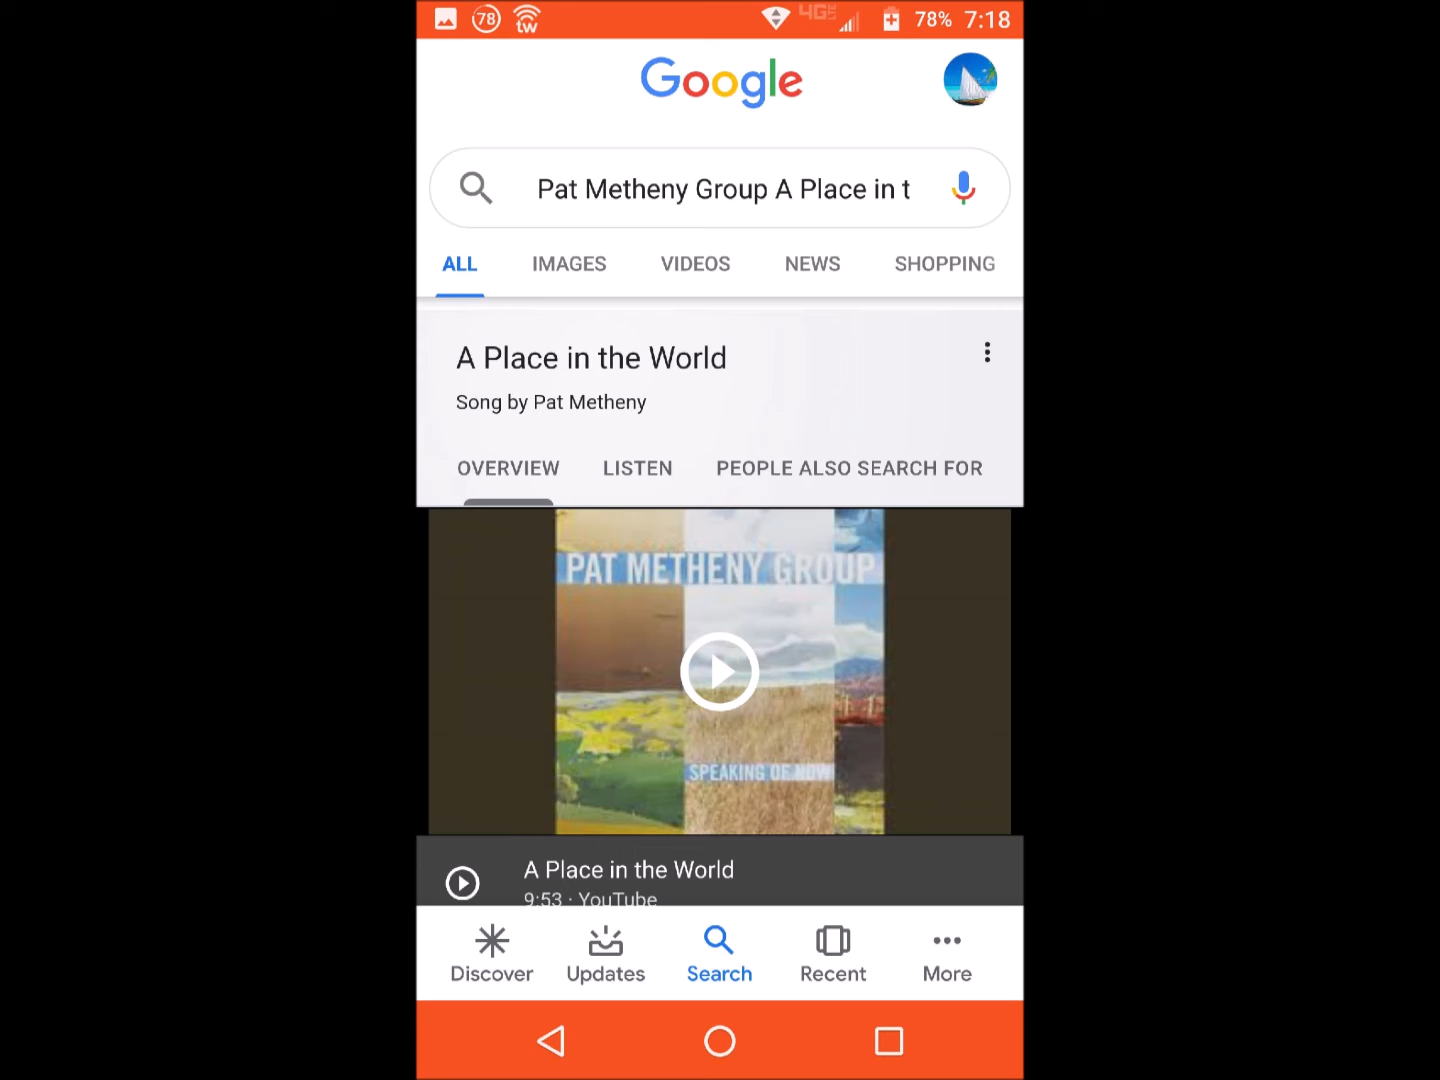 78 tw 4G LTE 78% 7:18
Google
Pat Metheny Group A Place in t
ALL IMAGES VIDEOS NEWS SHOPPING
A Place in the World
Song by Pat Metheny
OVERVIEW LISTEN PEOPLE ALSO SEARCH FOR
PAT METHENY GROUP
SPEAKING OF NOW
A Place in the World
9:53 · YouTube
Discover Updates Search Recent More